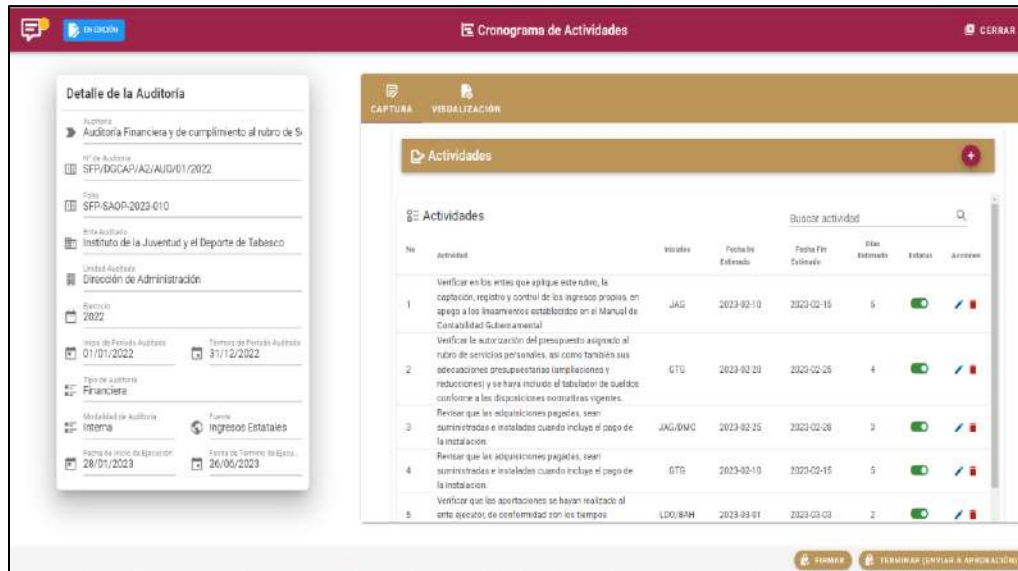 EN EDICIÓN
Cronograma de Actividades
CERRAR
Detalle de la Auditoría
Auditoría
Auditoría Financiera y de cumplimiento al rubro de S
N° de Auditoría
SFP/DGCAP/A2/AUD/01/2022
Folio
SFP-SAOP-2023-010
Ente Auditado
Instituto de la Juventud y el Deporte de Tabasco
Unidad Auditada
Dirección de Administración
Ejercicio
2022
Inicio de Periodo Auditado
Término de Periodo Auditado
01/01/2022
31/12/2022
Tipo de auditoría
Financiera
Modalidad de Auditoría
Fuente
Interna
Ingresos Estatales
Fecha de Inicio de Ejecución
Fecha de Termino de Ejecu...
28/01/2023
26/06/2023
CAPTURA
VISUALIZACIÓN
Actividades
Actividades
Buscar actividad
No
Actividad
Iniciales
Fecha Ini
Estimado
Fecha Fin
Estimado
Días
Estimado
Estatus
Acciones
Verificar en los entes que aplique este rubro, la
captación, registro y control de los ingresos propios, en
apego a los lineamientos establecidos en el Manual de
Contabilidad Gubernamental
1
JAG
2023-02-10
2023-02-15
5
Verificar la autorización del presupuesto asignado al
rubro de servicios personales, así como también sus
adecuaciones presupuestarias (ampliaciones y
reducciones) y se haya incluido el tabulador de sueldos
conforme a las disposiciones normativas vigentes.
2
GTG
2023-02-20
4
Revisar que las adquisiciones pagadas, sean
suministradas e instaladas cuando incluya el pago de
la instalacion.
3
JAG/DMC
2023-02-25
2023-02-28
3
Revisar que las adquisiciones pagadas, sean
suministradas e instaladas cuando incluya el pago de
la instalacion.
4
GTG
2023-02-10
2023-02-15
5
Verificar que las aportaciones se hayan realizado al
ente ejecutor, de conformidad con los tiempos
5
LDO/BAH
2023-03-01
2023-03-03
2
FIRMAR
TERMINAR (ENVIAR A APROBACIÓN)